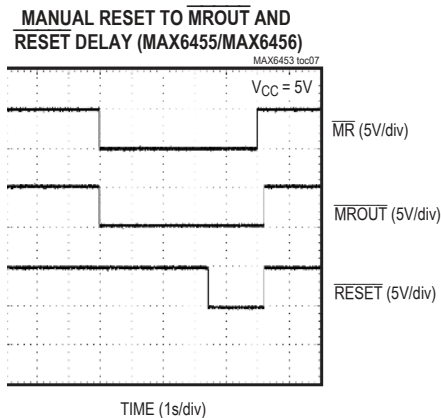 MANUAL RESET TO MROUT AND
RESET DELAY (MAX6455/MAX6456)
MAX6453 toc07
VCC = 5V
MR (5V/div)
MROUT (5V/div)
RESET (5V/div)
TIME (1s/div)